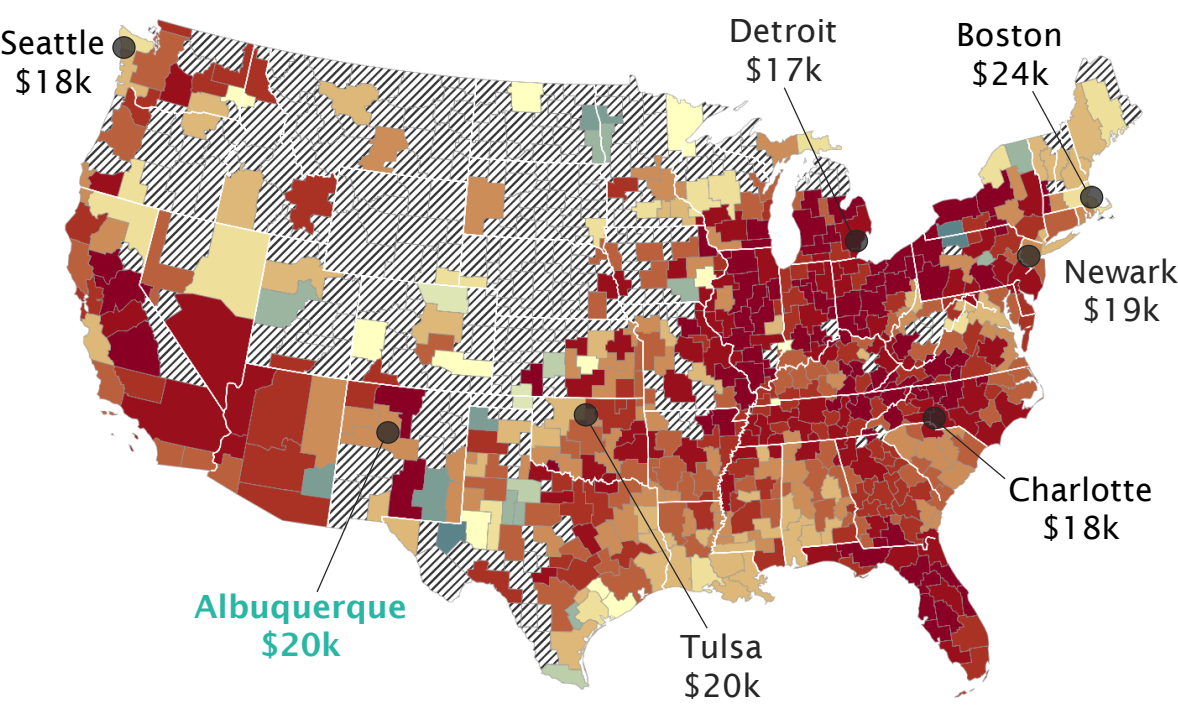 Seattle
$18k
Detroit
$17k
Boston
$24k
Newark
$19k
Charlotte
$18k
Albuquerque
$20k
Tulsa
$20k